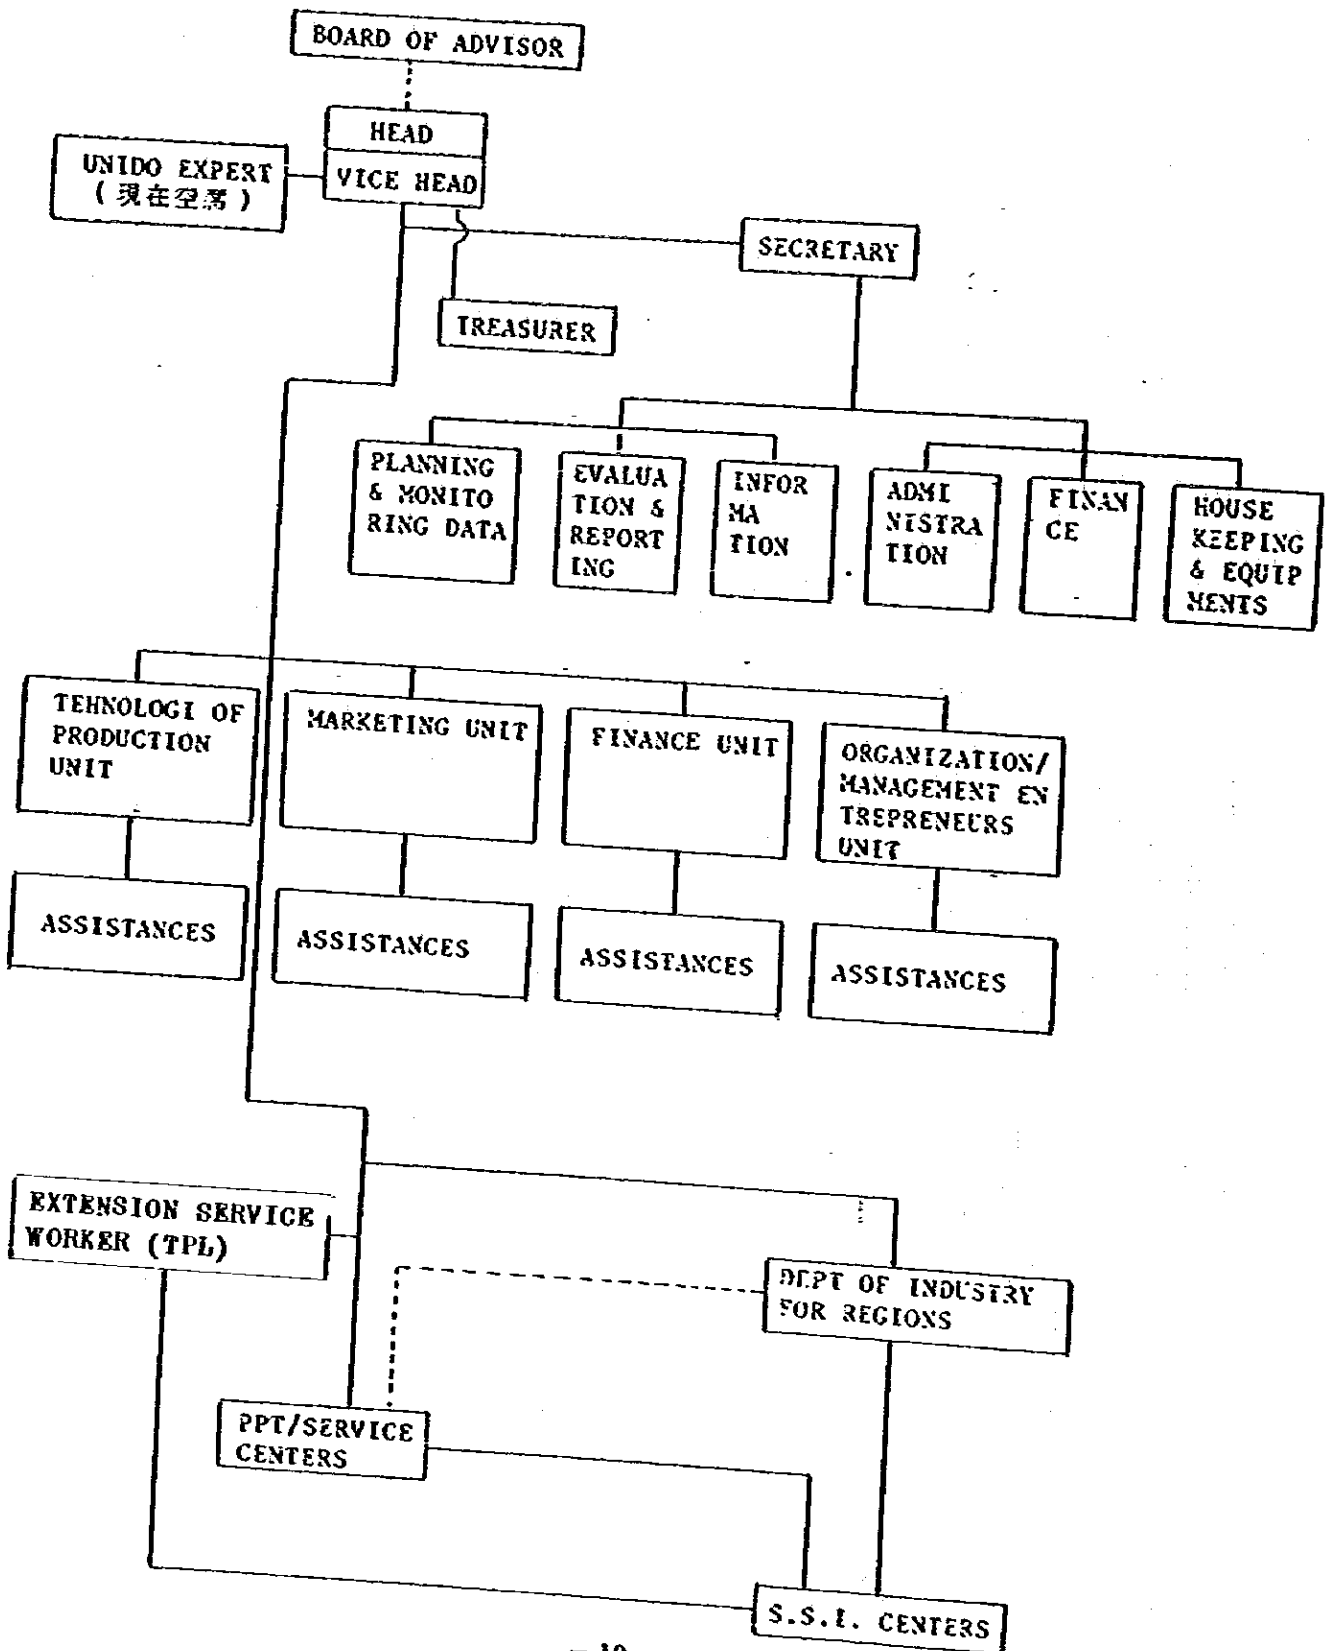 BOARD OF ADVISOR
HEAD
UNIDO EXPERT
(現在空席)
VICE HEAD
SECRETARY
TREASURER
PLANNING
& MONITO
RING DATA
EVALUA
TION &
REPORT
ING
INFOR
MA
TION
ADMI
NISTRA
TION
FINAN
CE
HOUSE
KEEPING
& EQUIP
MENTS
TEHNOLOGI OF
PRODUCTION
UNIT
MARKETING UNIT
FINANCE UNIT
ORGANIZATION/
MANAGEMENT EN
TREPRENEURS
UNIT
ASSISTANCES
ASSISTANCES
ASSISTANCES
ASSISTANCES
EXTENSION SERVICE
WORKER (TPL)
DEPT OF INDUSTRY
FOR REGIONS
PPT/SERVICE
CENTERS
S.S.I. CENTERS